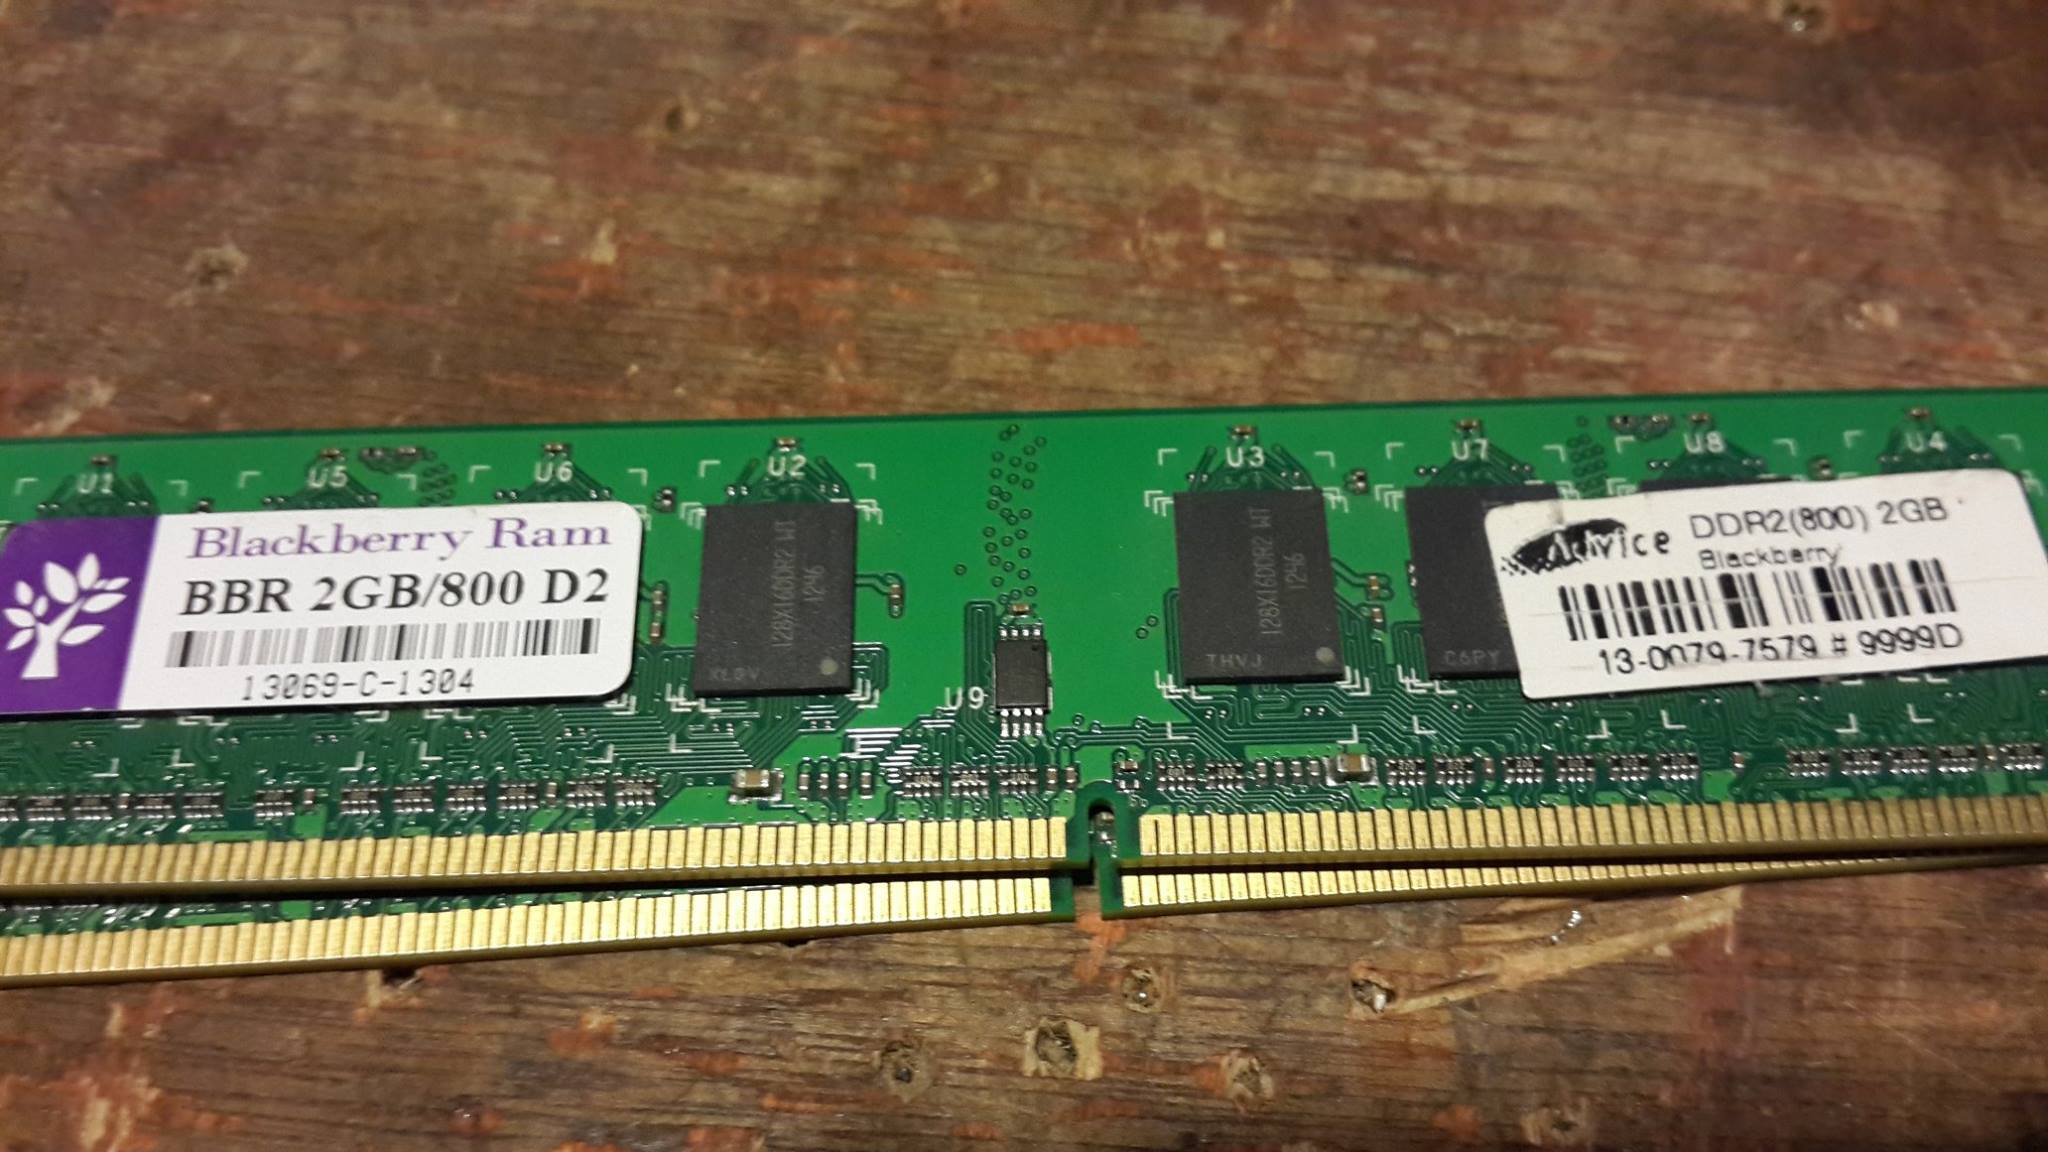 U1
U5
U6
U2
U3
U7
U8
U4
Blackberry Ram
BBR 2GB/800 D2
13069-C-1304
128X16DDR2 WT
1246
U9
128X16DDR2 WT
1246
THVJ
C6PY
Advice DDR2(800) 2GB
Blackberry
13-0079-7579 # 9999D